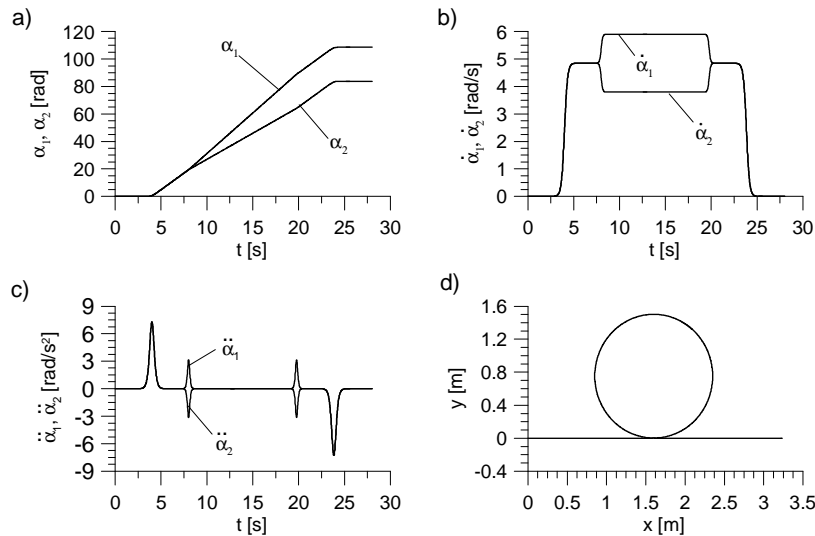 a)
α₁, α₂ [rad]
120
100
80
60
40
20
0
α₁
α₂
0 5 10 15 20 25 30
t [s]
b)
α̇₁, α̇₂ [rad/s]
6
5
4
3
2
1
0
α̇₁
α̇₂
0 5 10 15 20 25 30
t [s]
c)
α̈₁, α̈₂ [rad/s²]
9
6
3
0
-3
-6
-9
α̈₁
α̈₂
0 5 10 15 20 25 30
t [s]
d)
y [m]
1.6
1.2
0.8
0.4
0
-0.4
0 0.5 1 1.5 2 2.5 3 3.5
x [m]